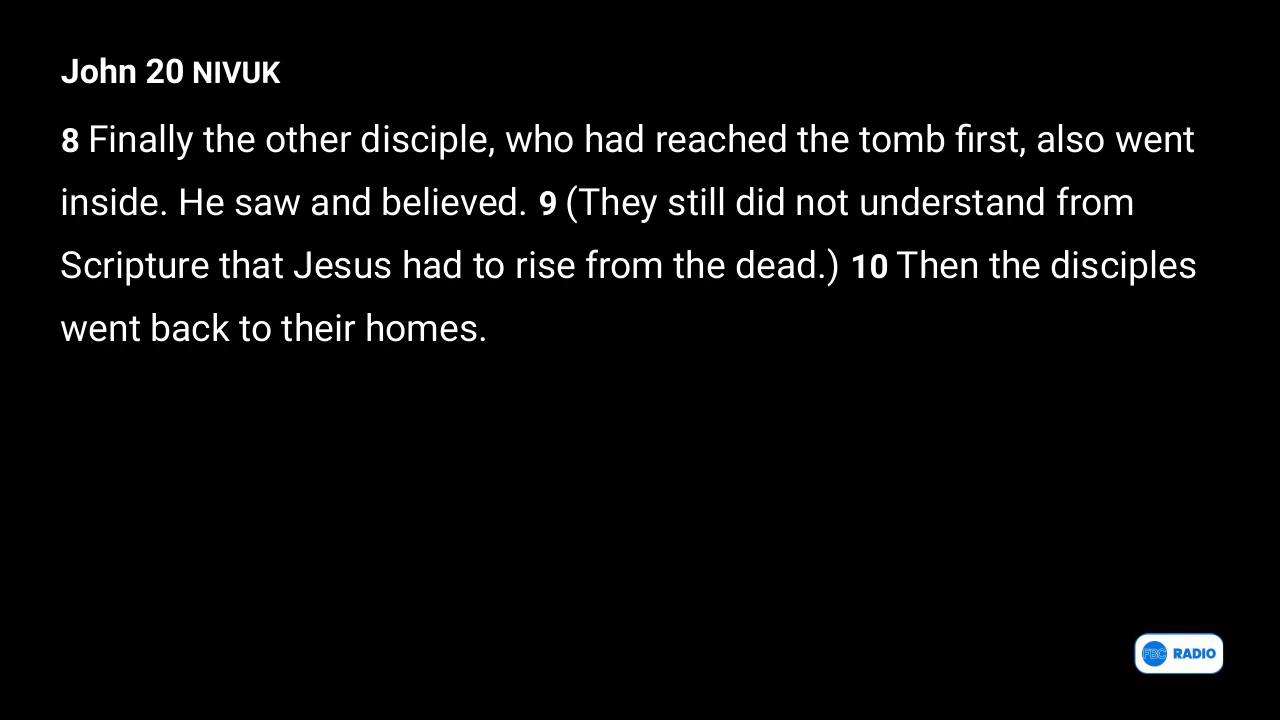 John 20 NIVUK
8 Finally the other disciple, who had reached the tomb first, also went
inside. He saw and believed. 9 (They still did not understand from
Scripture that Jesus had to rise from the dead.) 10 Then the disciples
went back to their homes.
FBC RADIO